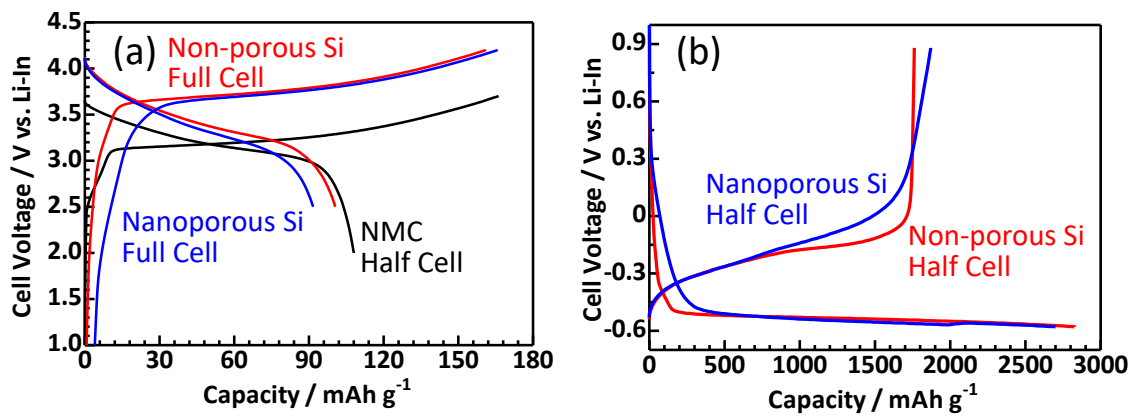 (a)
Non-porous Si
Full Cell
Nanoporous Si
Full Cell
NMC
Half Cell
4.5
4.0
3.5
3.0
2.5
2.0
1.5
1.0
Cell Voltage / V vs. Li-In
0
30
60
90
120
150
180
Capacity / mAh g-1
(b)
Nanoporous Si
Half Cell
Non-porous Si
Half Cell
0.9
0.6
0.3
0
-0.3
-0.6
Cell Voltage / V vs. Li-In
0
500
1000
1500
2000
2500
3000
Capacity / mAh g-1